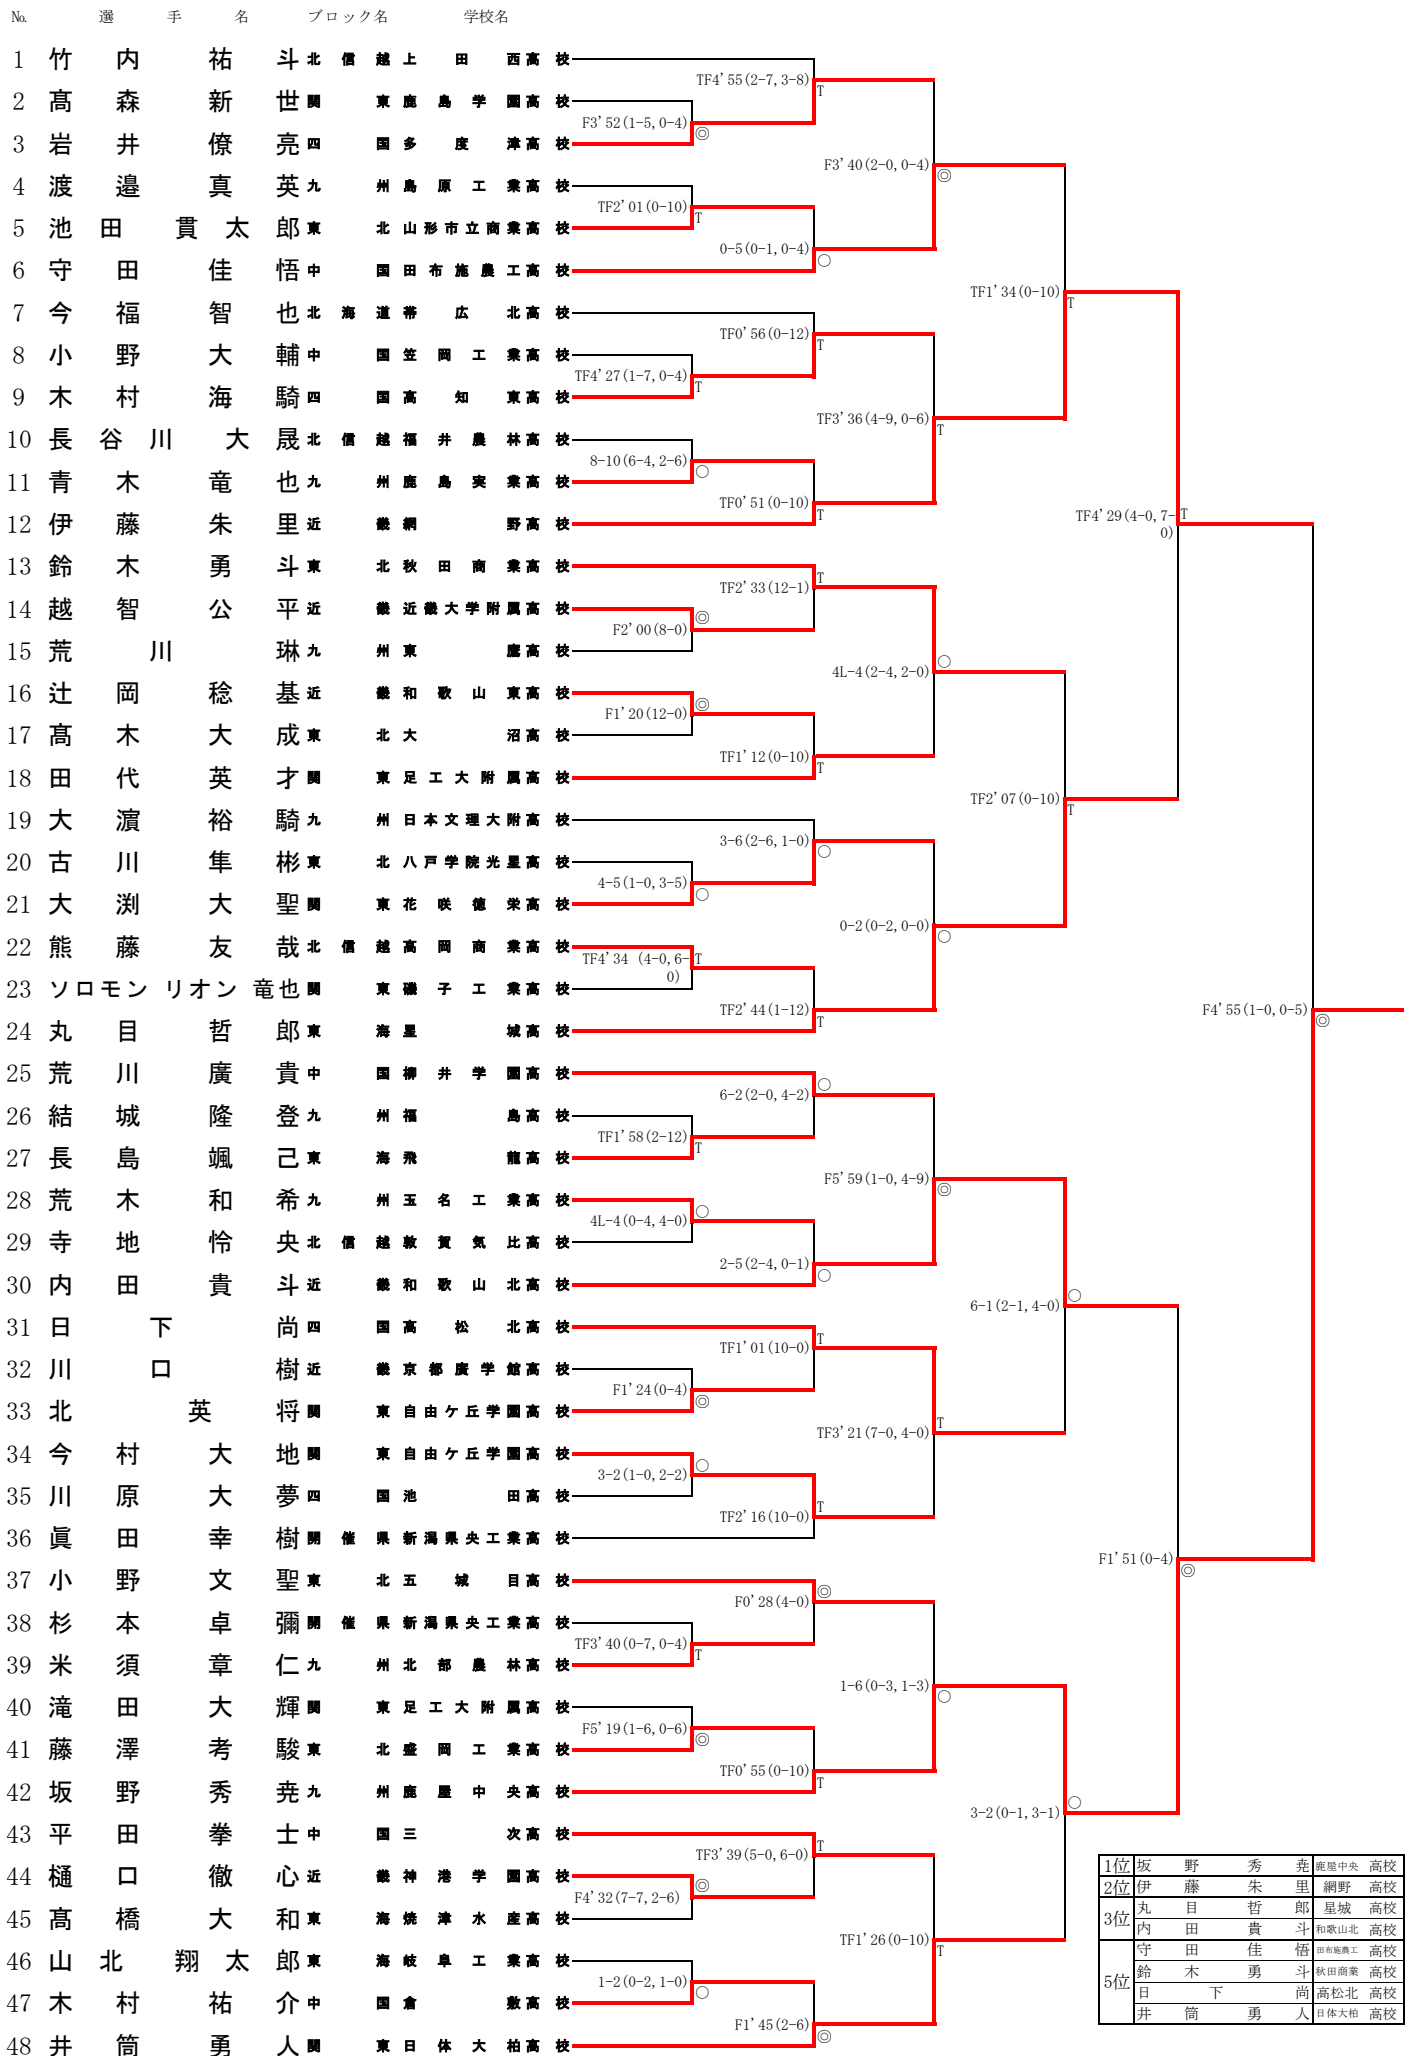 № 選手名 ブロック名 学校名
1 竹内祐斗 北信越 上田西高校
2 髙森新世 関東 鹿島学園高校
3 岩井僚亮 四国 多度津高校
4 渡邉真英 九州 島原工業高校
5 池田貫太郎 東北 山形市立商業高校
6 守田佳悟 中国 田布施農工高校
7 今福智也 北海道 帯広北高校
8 小野大輔 中国 笠岡工業高校
9 木村海騎 四国 高知東高校
10 長谷川大晟 北信越 福井農林高校
11 青木竜也 九州 鹿島実業高校
12 伊藤朱里 近畿 網野高校
13 鈴木勇斗 東北 秋田商業高校
14 越智公平 近畿 近畿大学附属高校
15 荒川琳 九州 東鷹高校
16 辻岡稔基 近畿 和歌山東高校
17 髙木大成 東北 大沼高校
18 田代英才 関東 足工大附属高校
19 大濵裕騎 九州 日本文理大附高校
20 古川隼彬 東北 八戸学院光星高校
21 大渕大聖 関東 花咲徳栄高校
22 熊藤友哉 北信越 高岡商業高校
23 ソロモン リオン 竜也 関東 磯子工業高校
24 丸目哲郎 東海 星城高校
25 荒川廣貴 中国 柳井学園高校
26 結城隆登 九州 福島高校
27 長島颯己 東海 飛龍高校
28 荒木和希 九州 玉名工業高校
29 寺地怜央 北信越 敦賀気比高校
30 内田貴斗 近畿 和歌山北高校
31 日下尚 四国 高松北高校
32 川口樹 近畿 京都廣学館高校
33 北英将 関東 自由ケ丘学園高校
34 今村大地 関東 自由ケ丘学園高校
35 川原大夢 四国 池田高校
36 眞田幸樹 開催県 新潟県央工業高校
37 小野文聖 東北 五城目高校
38 杉本卓彌 開催県 新潟県央工業高校
39 米須章仁 九州 北部農林高校
40 滝田大輝 関東 足工大附属高校
41 藤澤考駿 東北 盛岡工業高校
42 坂野秀尭 九州 鹿屋中央高校
43 平田拳士 中国 三次高校
44 樋口徹心 近畿 神港学園高校
45 髙橋大和 東海 焼津水産高校
46 山北翔太郎 東海 岐阜工業高校
47 木村祐介 中国 倉敷高校
48 井筒勇人 関東 日体大柏高校
F3'52(1-5,0-4) ◎
TF2'01(0-10) T
TF4'27(1-7,0-4) T
8-10(6-4,2-6) ○
F2'00(8-0) ◎
F1'20(12-0) ◎
4-5(1-0,3-5) ○
TF4'34 (4-0,6-0) T
TF1'58(2-12) T
4L-4(0-4,4-0) ○
F1'24(0-4) ◎
3-2(1-0,2-2) ○
TF3'40(0-7,0-4) T
F5'19(1-6,0-6) ◎
F4'32(7-7,2-6) ◎
1-2(0-2,1-0) ○
TF4'55(2-7,3-8) T
0-5(0-1,0-4) ○
TF0'56(0-12) T
TF0'51(0-10) T
TF2'33(12-1) T
TF1'12(0-10) T
3-6(2-6,1-0) ○
TF2'44(1-12) T
6-2(2-0,4-2) ○
2-5(2-4,0-1) ○
TF1'01(10-0) T
TF2'16(10-0) T
F0'28(4-0) ◎
TF0'55(0-10) T
TF3'39(5-0,6-0) T
F1'45(2-6) ◎
F3'40(2-0,0-4) ◎
TF3'36(4-9,0-6) T
4L-4(2-4,2-0) ○
0-2(0-2,0-0) ○
F5'59(1-0,4-9) ◎
TF3'21(7-0,4-0) T
1-6(0-3,1-3) ○
TF1'26(0-10) T
TF1'34(0-10) T
TF2'07(0-10) T
6-1(2-1,4-0) ○
3-2(0-1,3-1) ○
TF4'29(4-0,7-0) T
F1'51(0-4) ◎
F4'55(1-0,0-5) ◎
1位 坂野秀尭 鹿屋中央 高校
2位 伊藤朱里 網野 高校
3位 丸目哲郎 星城 高校
内田貴斗 和歌山北 高校
5位 守田佳悟 田布施農工 高校
鈴木勇斗 秋田商業 高校
日下尚 高松北 高校
井筒勇人 日体大柏 高校